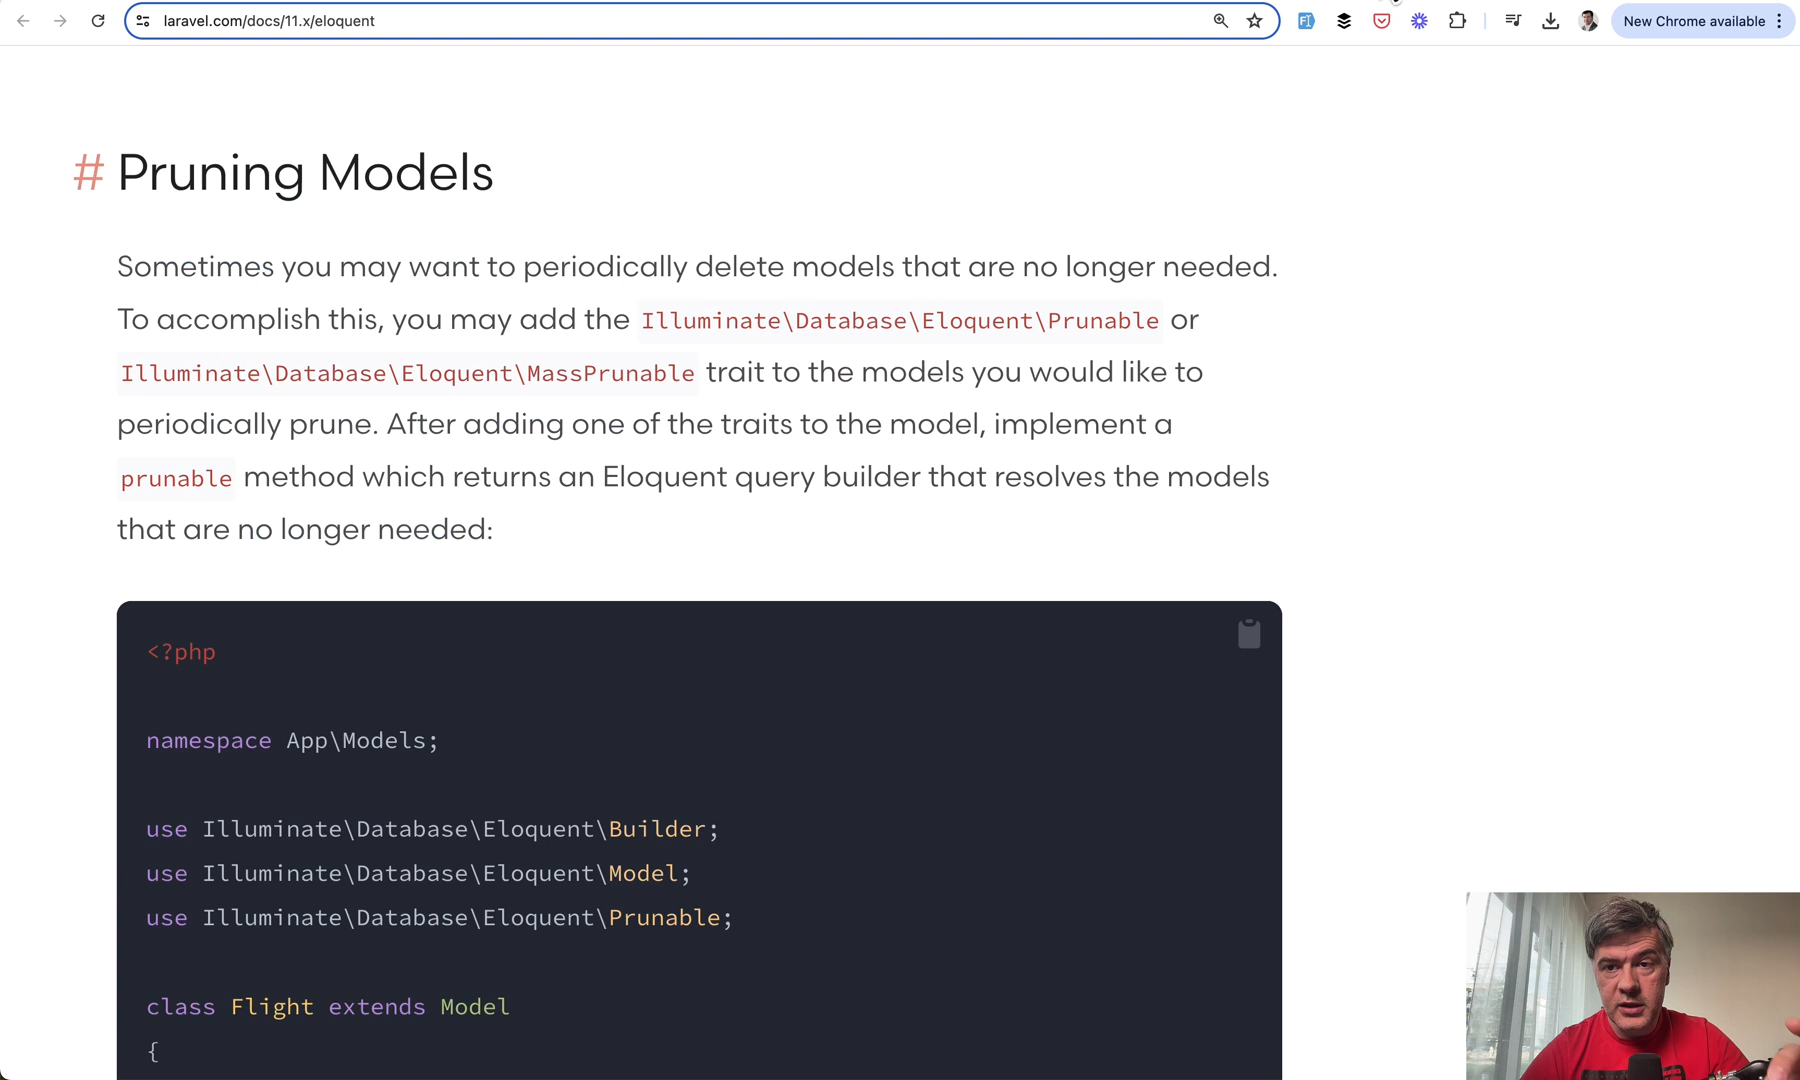 laravel.com/docs/11.x/eloquent
New Chrome available
# Pruning Models
Sometimes you may want to periodically delete models that are no longer needed.
To accomplish this, you may add the Illuminate\Database\Eloquent\Prunable or
Illuminate\Database\Eloquent\MassPrunable trait to the models you would like to
periodically prune. After adding one of the traits to the model, implement a
prunable method which returns an Eloquent query builder that resolves the models
that are no longer needed:
<?php
namespace App\Models;
use Illuminate\Database\Eloquent\Builder;
use Illuminate\Database\Eloquent\Model;
use Illuminate\Database\Eloquent\Prunable;
class Flight extends Model
{